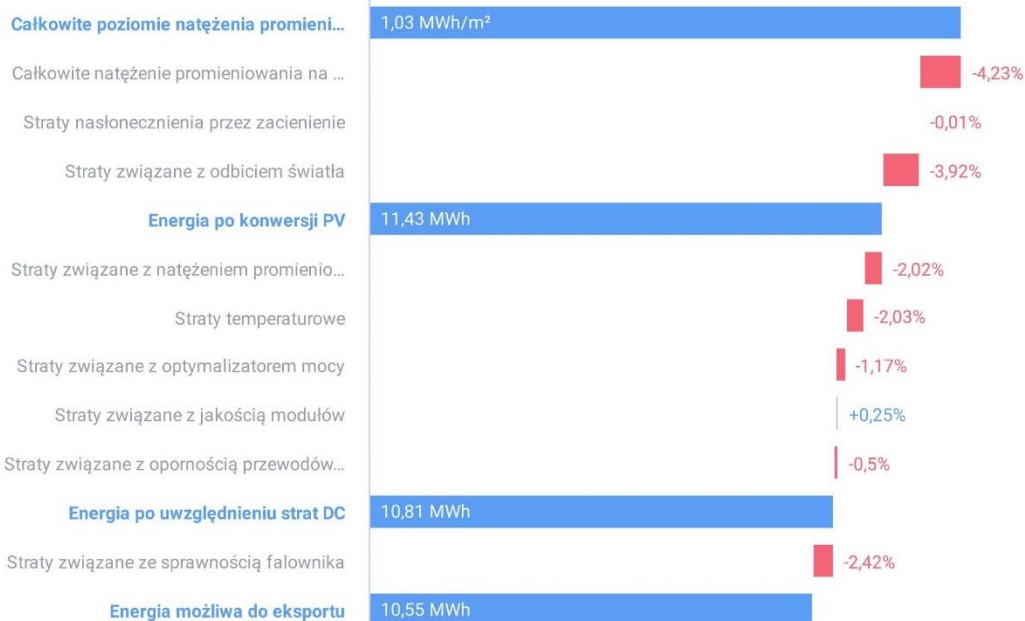 Całkowite poziomie natężenia promieni... 1,03 MWh/m²
Całkowite natężenie promieniowania na ... -4,23%
Straty nasłonecznienia przez zacienienie -0,01%
Straty związane z odbiciem światła -3,92%
Energia po konwersji PV 11,43 MWh
Straty związane z natężeniem promienio... -2,02%
Straty temperaturowe -2,03%
Straty związane z optymalizatorem mocy -1,17%
Straty związane z jakością modułów +0,25%
Straty związane z opornością przewodów... -0,5%
Energia po uwzględnieniu strat DC 10,81 MWh
Straty związane ze sprawnością falownika -2,42%
Energia możliwa do eksportu 10,55 MWh